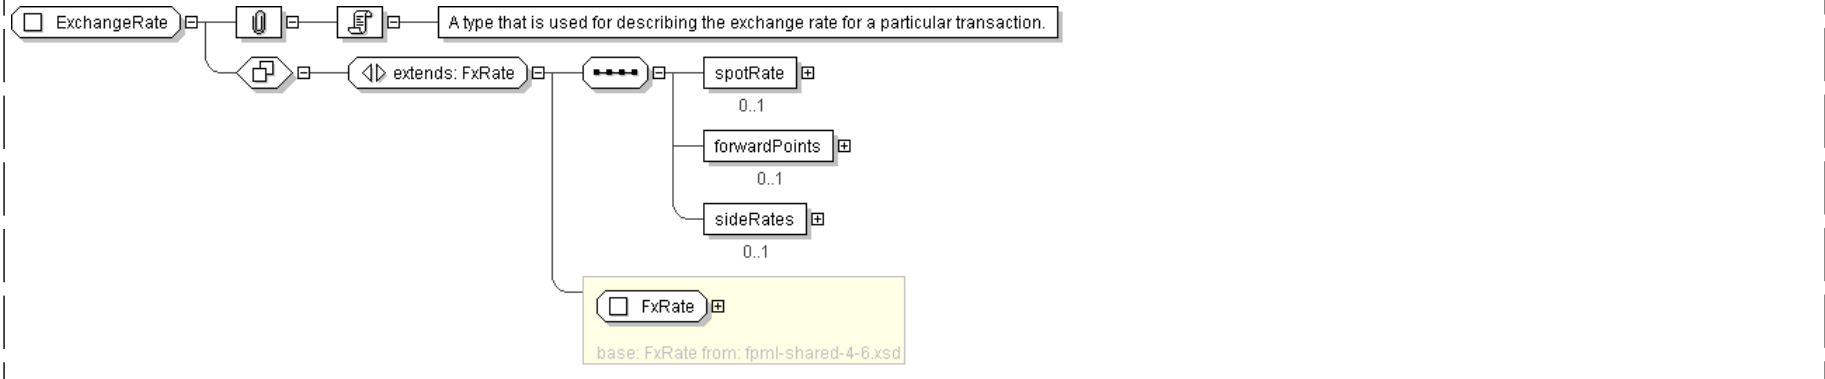 ExchangeRate
A type that is used for describing the exchange rate for a particular transaction.
extends: FxRate
spotRate
0..1
forwardPoints
0..1
sideRates
0..1
FxRate
base: FxRate from: fpml-shared-4-6.xsd